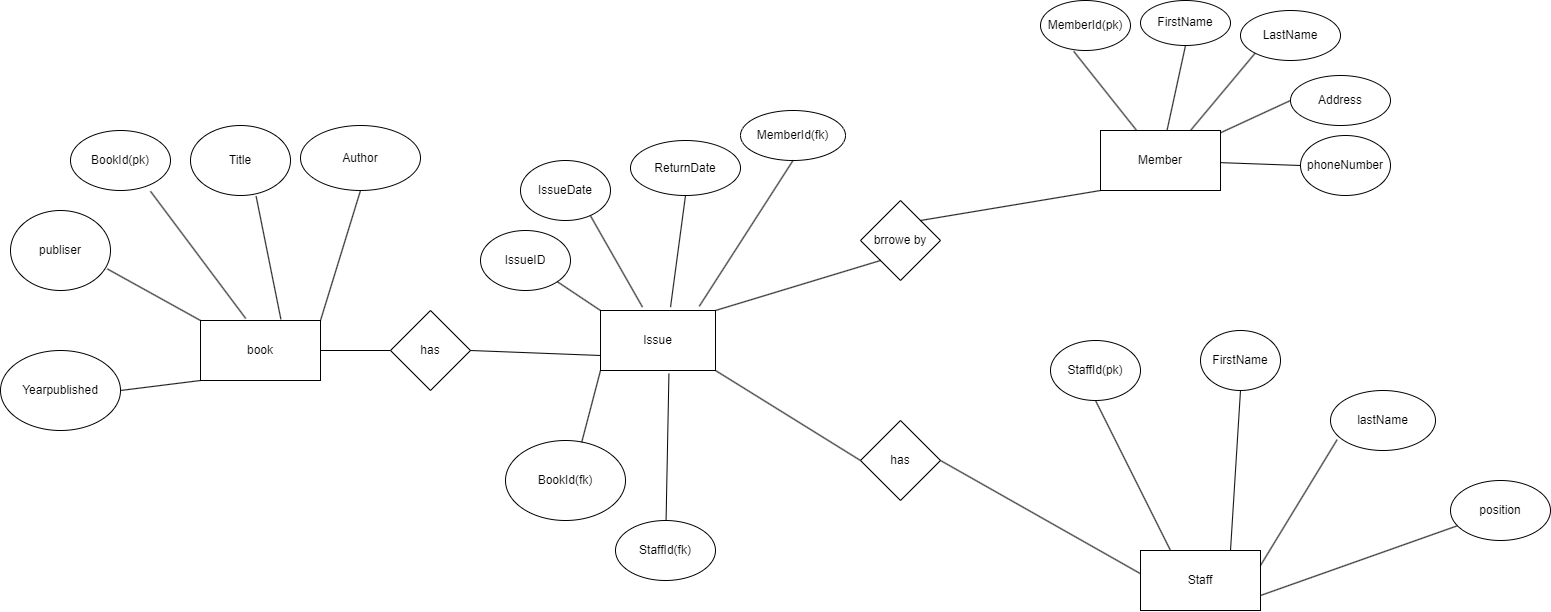 MemberId(pk)
FirstName
LastName
Address
phoneNumber
Member
BookId(pk)
Title
Author
publiser
Yearpublished
book
has
IssueID
IssueDate
ReturnDate
MemberId(fk)
Issue
BookId(fk)
StaffId(fk)
brrowe by
has
StaffId(pk)
FirstName
lastName
position
Staff